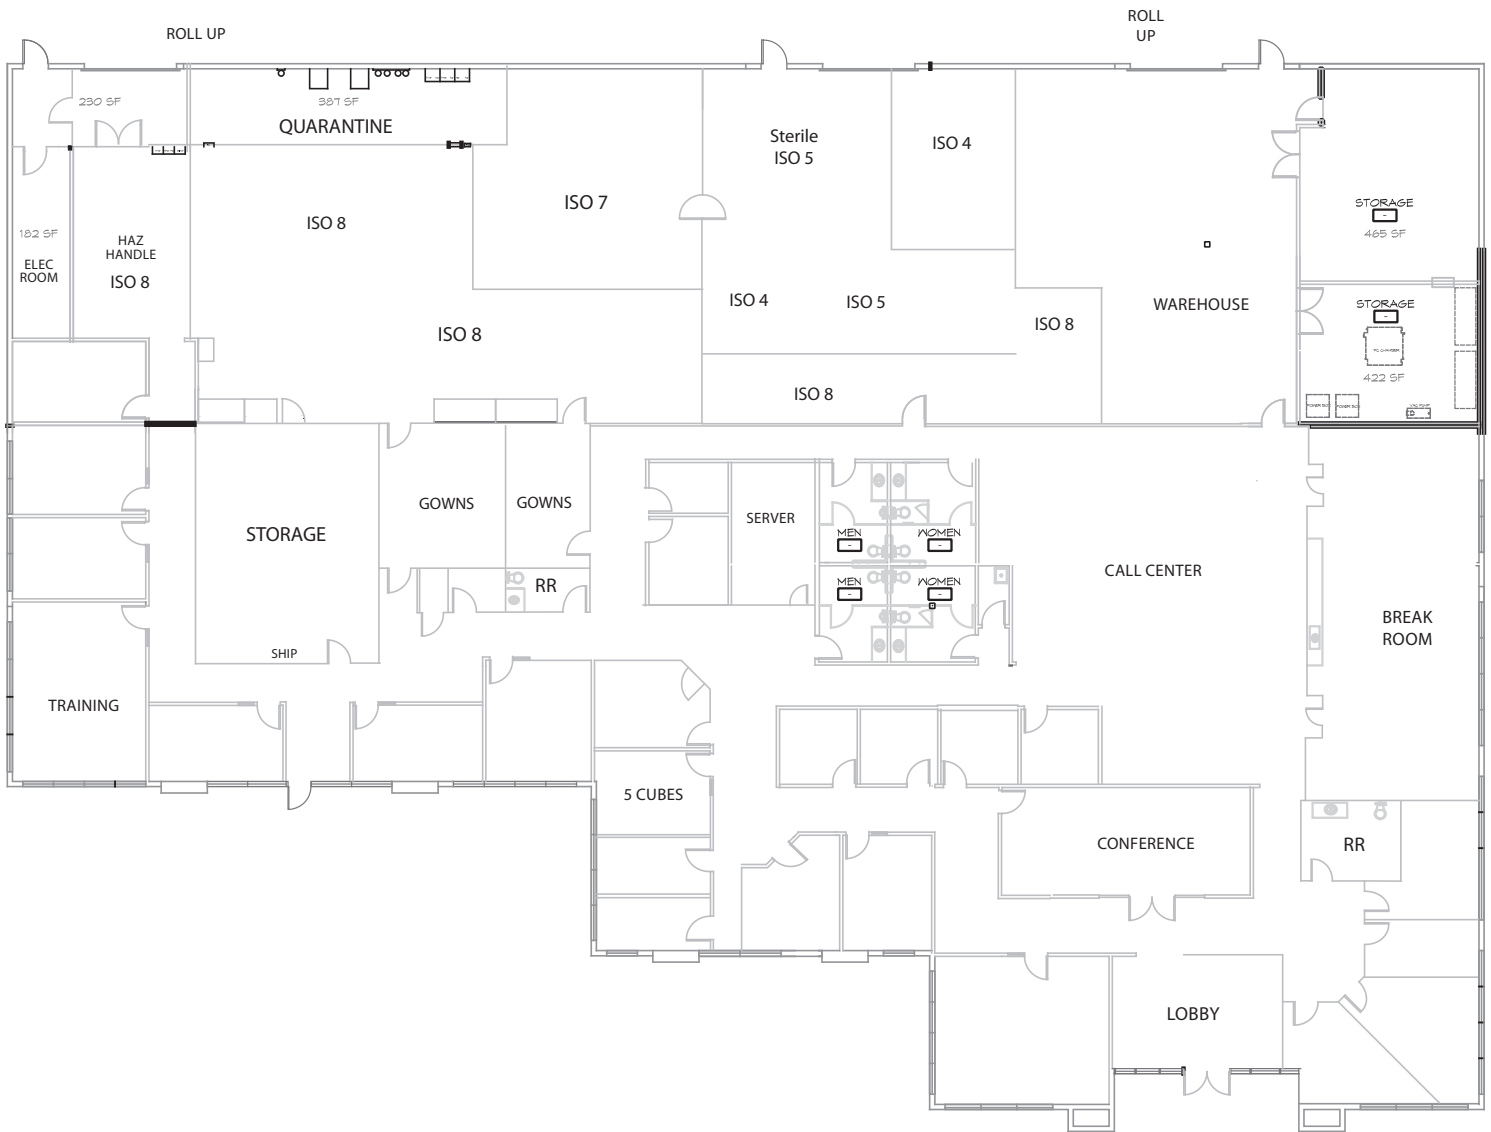 ROLL UP
ROLL
UP
230 SF
387 SF
QUARANTINE
Sterile
ISO 5
ISO 4
ISO 7
ISO 8
STORAGE
465 SF
182 SF
ELEC
ROOM
HAZ
HANDLE
ISO 8
ISO 8
ISO 4
ISO 5
ISO 8
WAREHOUSE
STORAGE
422 SF
ISO 8
STORAGE
GOWNS
GOWNS
SERVER
MEN
WOMEN
MEN
WOMEN
CALL CENTER
RR
BREAK
ROOM
SHIP
TRAINING
5 CUBES
CONFERENCE
RR
LOBBY